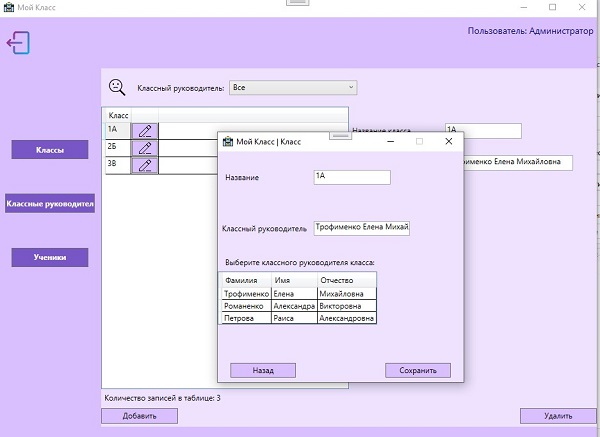 Мой Класс
Пользователь: Администратор
Классный руководитель: Все
Класс
1А
2Б
3В
Классы
Классные руководител
Ученики
Название класса 1А
именко Елена Михайловна
Мой Класс | Класс
Название 1А
Классный руководитель Трофименко Елена Михай
Выберите классного руководителя класса:
Фамилия Имя Отчество
Трофименко Елена Михайловна
Романенко Александра Викторовна
Петрова Раиса Александровна
Назад Сохранить
Количество записей в таблице: 3
Добавить Удалить